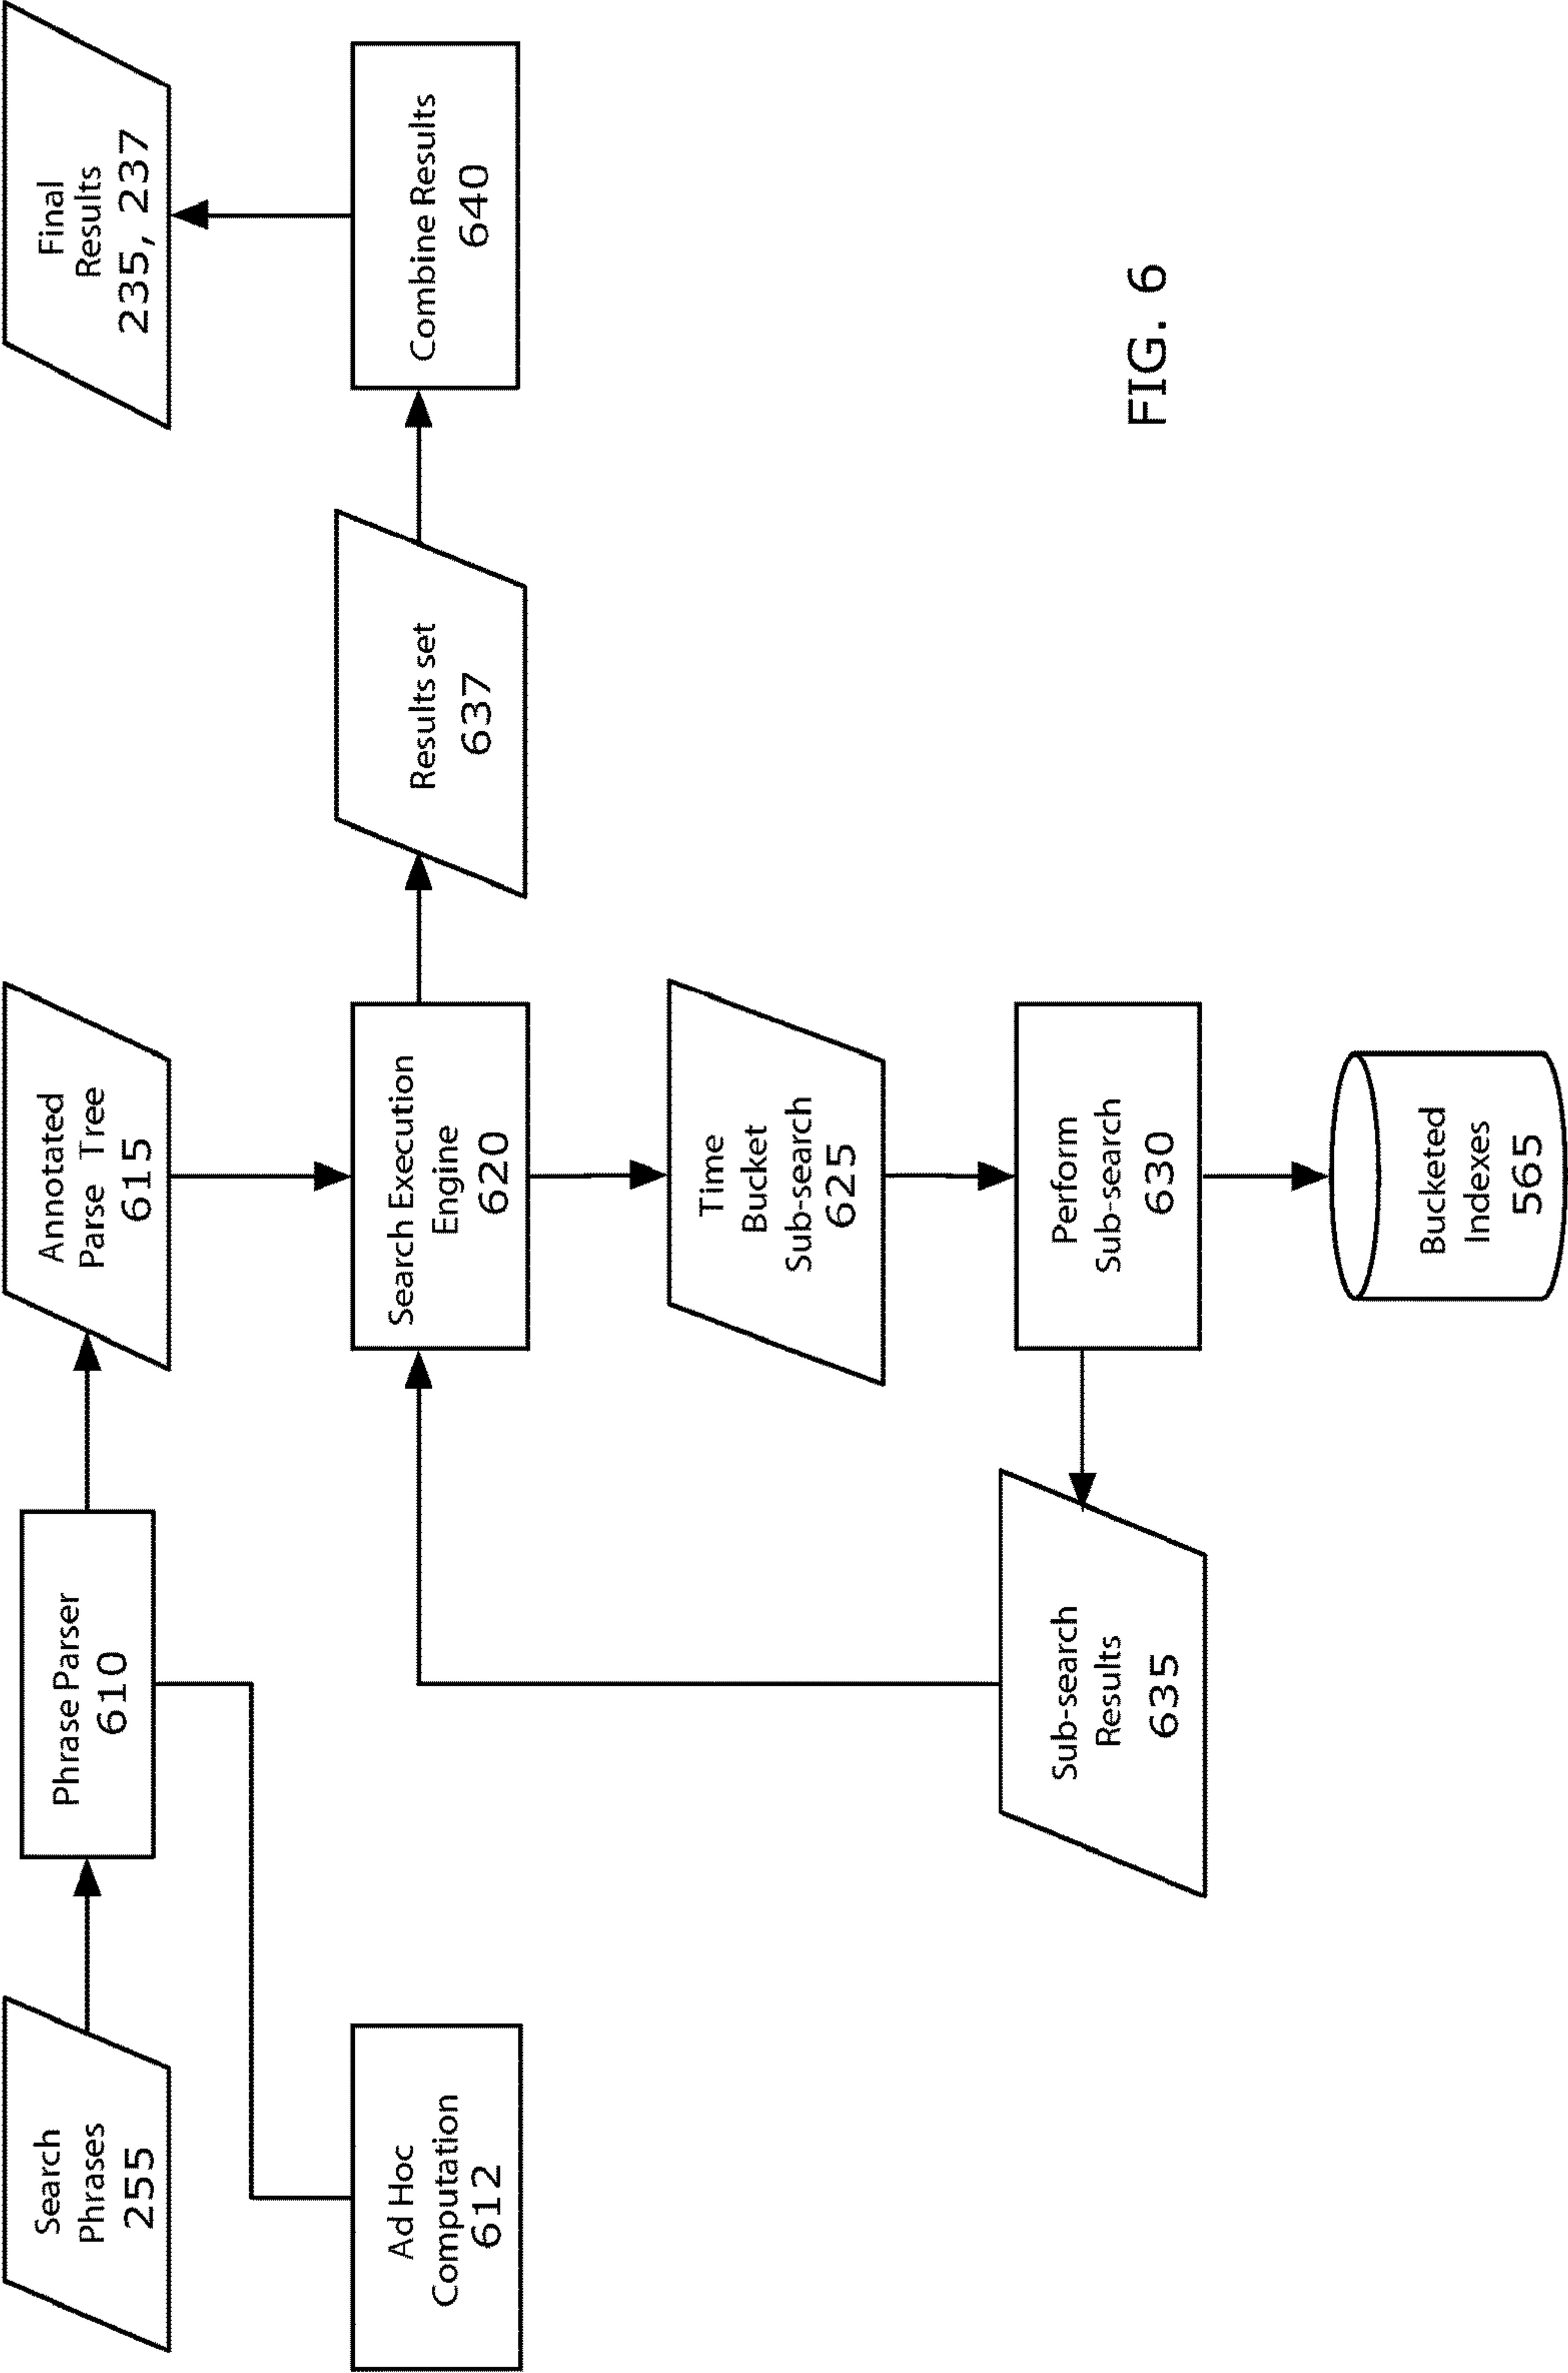 Search
Phrases
255
Phrase Parser
610
Annotated
Parse Tree
615
Final
Results
235, 237
Ad Hoc
Computation
612
Search Execution
Engine
620
Results set
637
Combine Results
640
Time
Bucket
Sub-search
625
Sub-search
Results
635
Perform
Sub-search
630
Bucketed
Indexes
565
FIG. 6